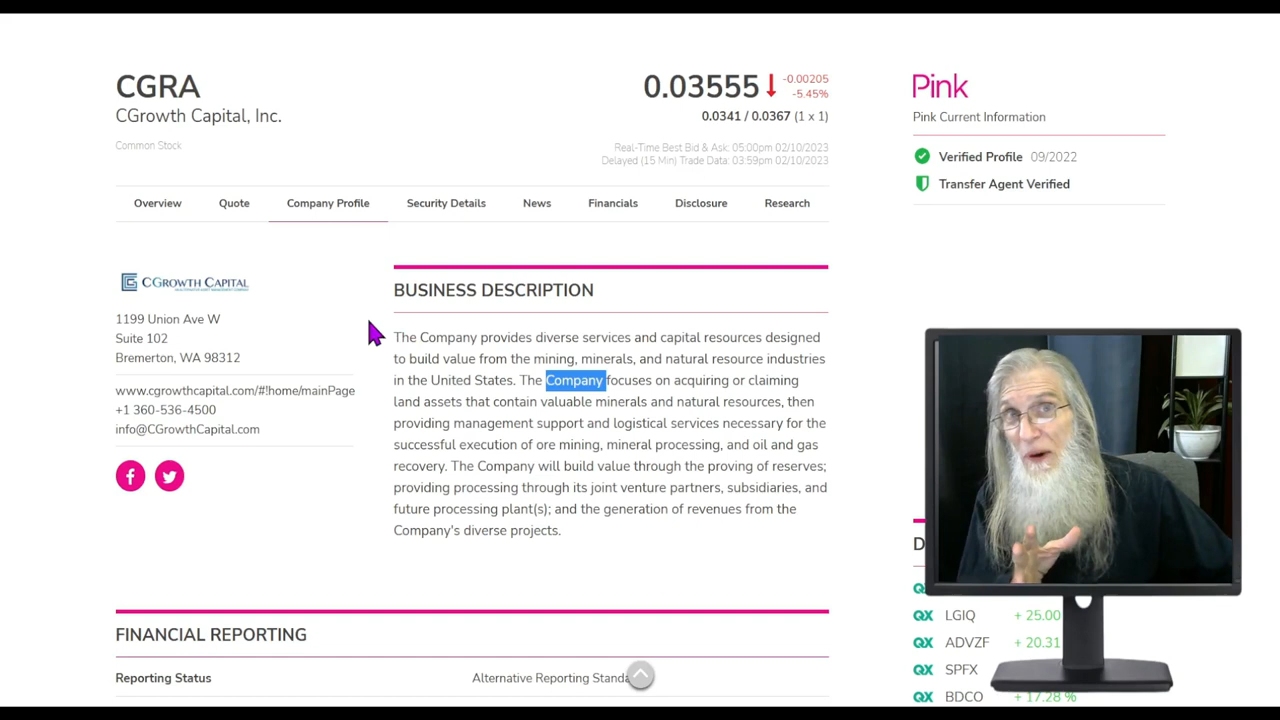 CGRA
CGrowth Capital, Inc.
Common Stock
0.03555
-0.00205
-5.45%
0.0341 / 0.0367 (1 x 1)
Real-Time Best Bid & Ask: 05:00pm 02/10/2023
Delayed (15 Min) Trade Data: 03:59pm 02/10/2023
Pink
Pink Current Information
Verified Profile 09/2022
Transfer Agent Verified
Overview
Quote
Company Profile
Security Details
News
Financials
Disclosure
Research
CGROWTH CAPITAL
1199 Union Ave W
Suite 102
Bremerton, WA 98312
www.cgrowthcapital.com/#!home/mainPage
+1 360-536-4500
info@CGrowthCapital.com
BUSINESS DESCRIPTION
The Company provides diverse services and capital resources designed
to build value from the mining, minerals, and natural resource industries
in the United States. The Company focuses on acquiring or claiming
land assets that contain valuable minerals and natural resources, then
providing management support and logistical services necessary for the
successful execution of ore mining, mineral processing, and oil and gas
recovery. The Company will build value through the proving of reserves;
providing processing through its joint venture partners, subsidiaries, and
future processing plant(s); and the generation of revenues from the
Company's diverse projects.
FINANCIAL REPORTING
Reporting Status
Alternative Reporting Standa
D
QX
QX LGIQ + 25.00
QX ADVZF + 20.31
QX SPFX
QX BDCO + 17.28 %